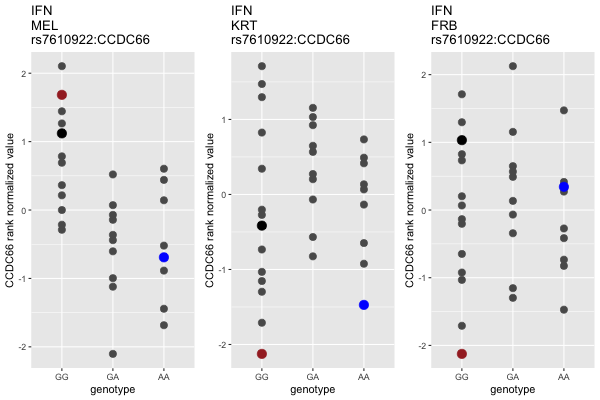 IFN
MEL
rs7610922:CCDC66
CCDC66 rank normalized value
2
1
0
-1
-2
GG
GA
AA
genotype
IFN
KRT
rs7610922:CCDC66
CCDC66 rank normalized value
1
0
-1
-2
GG
GA
AA
genotype
IFN
FRB
rs7610922:CCDC66
CCDC66 rank normalized value
2
1
0
-1
-2
GG
GA
AA
genotype